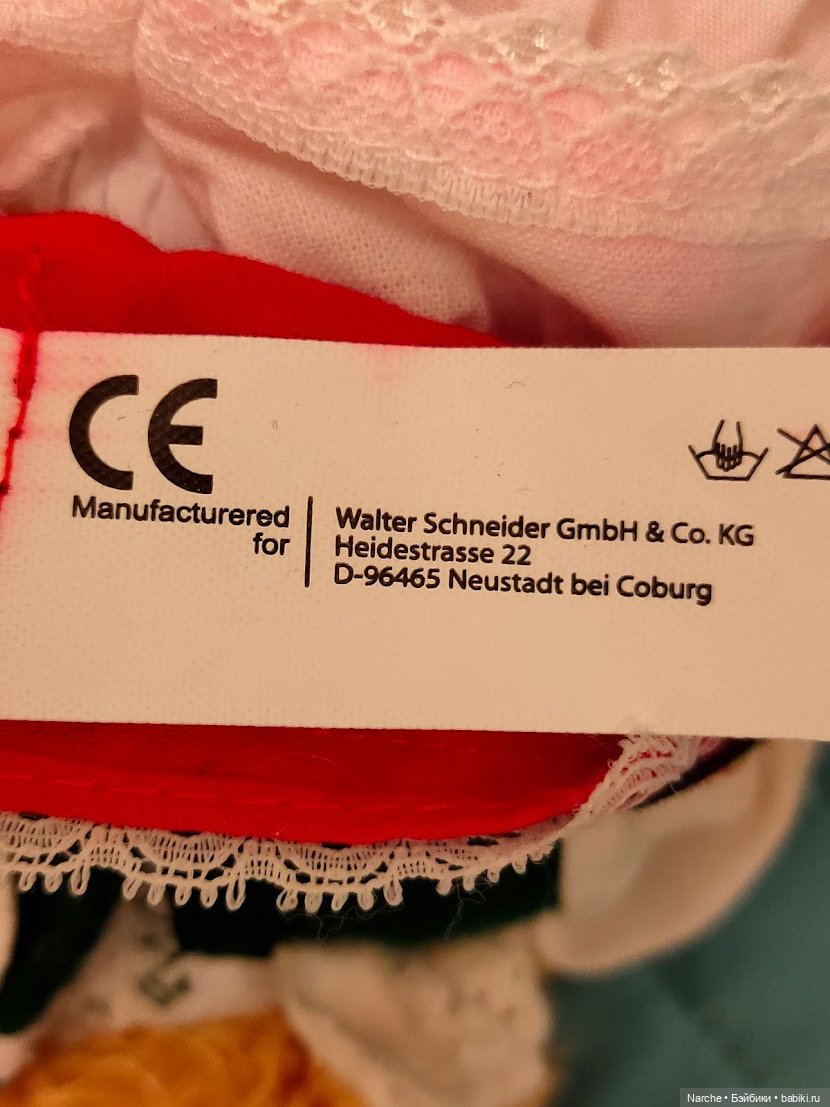 CE
Manufacturered
for
Walter Schneider GmbH & Co. KG
Heidestrasse 22
D-96465 Neustadt bei Coburg
Narche • Бэйбики • babiki.ru